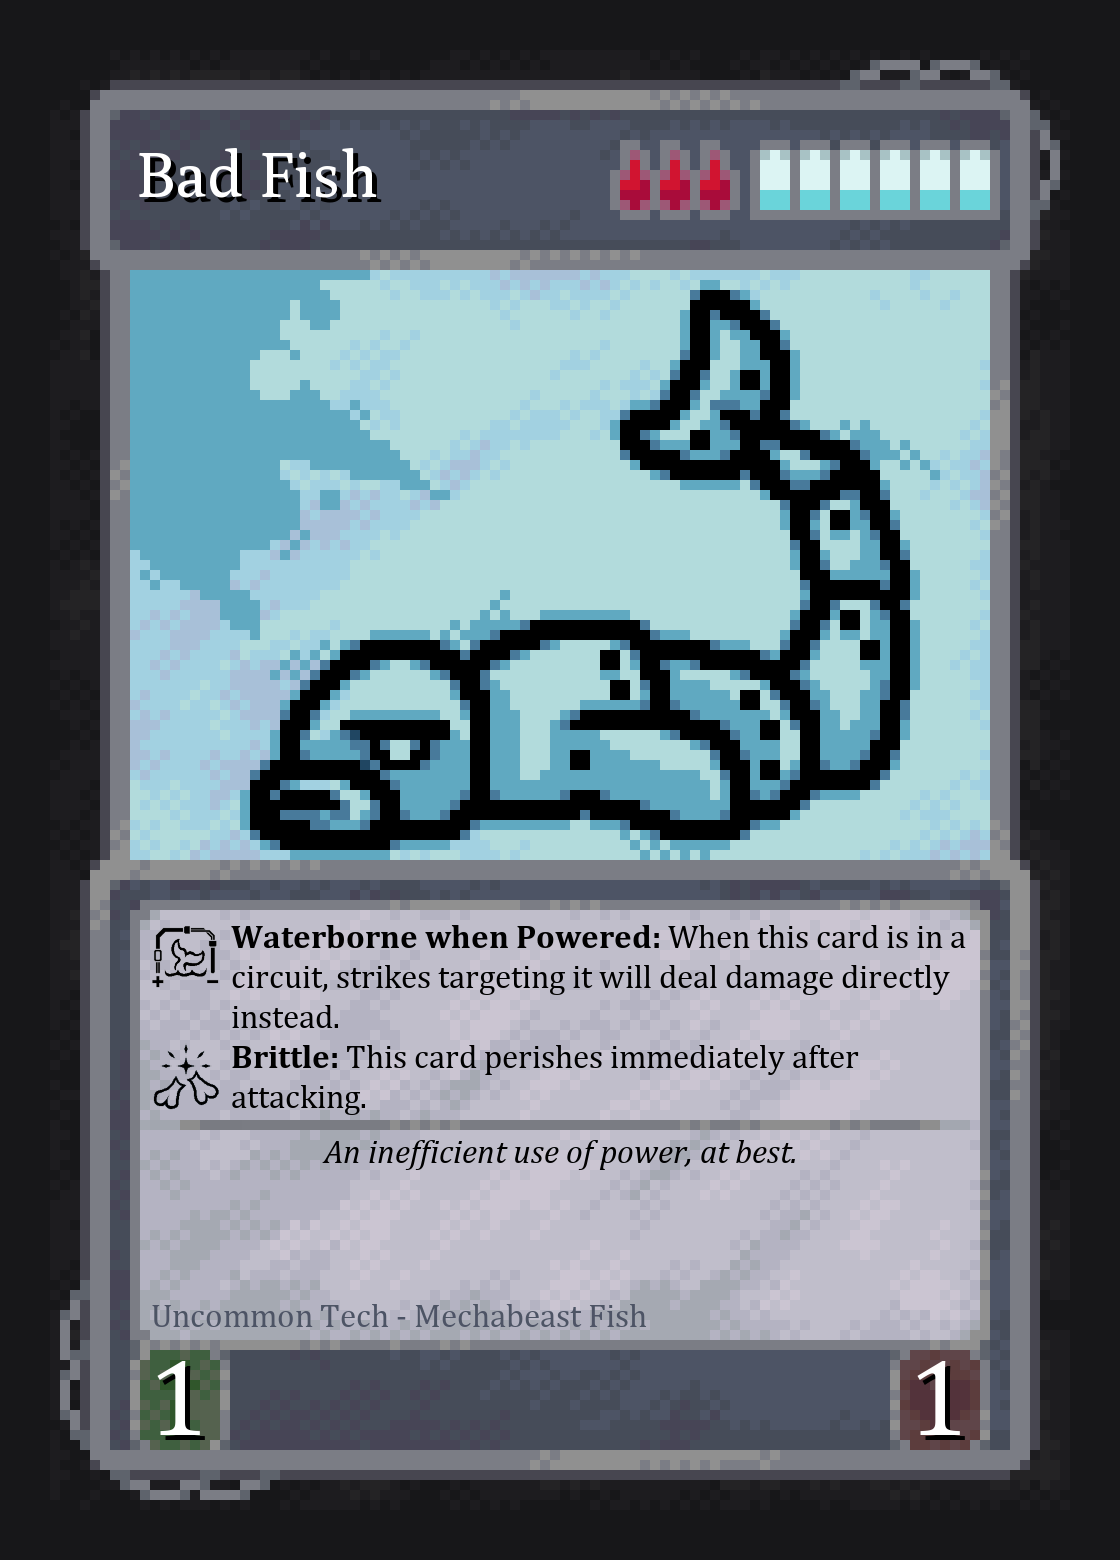 Bad Fish
Waterborne when Powered: When this card is in a
circuit, strikes targeting it will deal damage directly
instead.
Brittle: This card perishes immediately after
attacking.
An inefficient use of power, at best.
Uncommon Tech - Mechabeast Fish
1 1